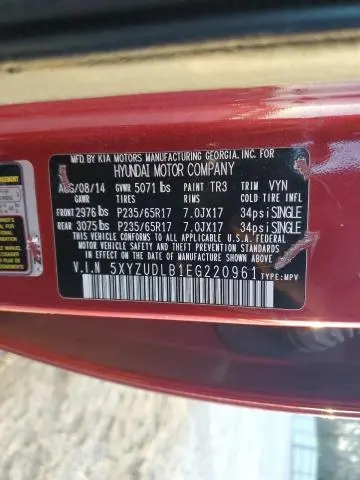 MFD. BY KIA MOTORS MANUFACTURING GEORGIA, INC. FOR
HYUNDAI MOTOR COMPANY
AUG/08/14 GVWR 5071 lbs PAINT TR3 TRIM VYN
GAWR TIRES RIMS COLD TIRE INFL
FRONT 2976 lbs P235/65R17 7.0JX17 34psi SINGLE
REAR 3075 lbs P235/65R17 7.0JX17 34psi SINGLE
This vehicle conforms to all applicable U.S.A. Federal
Motor vehicle safety, bumper, and theft prevention
standards in effect on the date of manufacture shown above.
V.I.N 5XYZUDLB1EG220961 TYPE: MPV